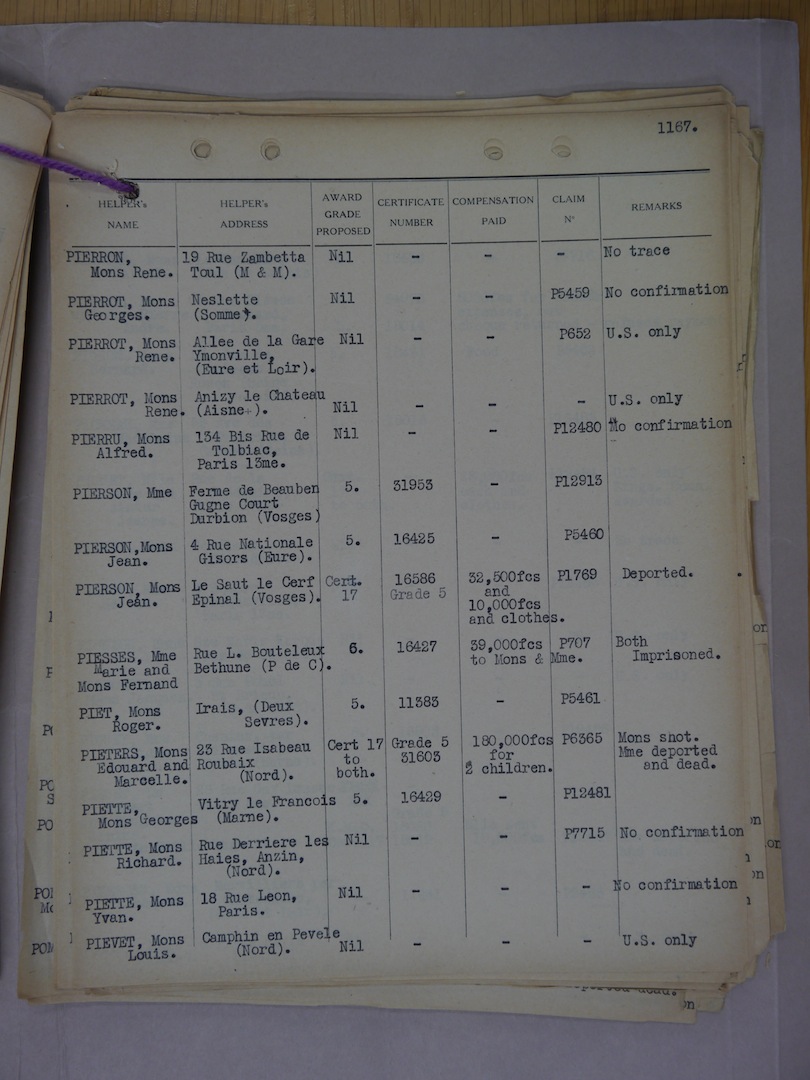 1167.
HELPER's NAME
HELPER's ADDRESS
AWARD GRADE PROPOSED
CERTIFICATE NUMBER
COMPENSATION PAID
CLAIM N°
REMARKS
PIERRON, 19 Rue Zambetta Nil - - - No trace
Mons Rene. Toul (M & M).
PIERROT, Mons Neslette Nil - - P5459 No confirmation
Georges. (Somme).
PIERROT, Mons Allee de la Gare Nil - - P652 U.S. only
Rene. Ymonville,
(Eure et Loir).
PIERROT, Mons Anizy le Chateau - U.S. only
Rene. (Aisne). Nil - -
PIERRU, Mons 134 Bis Rue de Nil - - P12480 No confirmation
Alfred. Tolbiac,
Paris 13me.
PIERSON, Mme Ferme de Beauben 5. 31953 - P12913
Gugne Court
Durbion (Vosges)
PIERSON,Mons 4 Rue Nationale 5. 16425 - P5460
Jean. Gisors (Eure).
PIERSON, Mons Le Saut le Cerf Cert. 16586 32,500fcs P1769 Deported.
Jean. Epinal (Vosges). 17 Grade 5 and
10,000fcs
and clothes.
PIESSES, Mme Rue L. Bouteleux 6. 16427 39,000fcs P707 Both
Marie and Bethune (P de C). to Mons & Mme. Imprisoned.
Mons Fernand
PIET, Mons Irais, (Deux 5. 11383 - P5461
Roger. Sevres).
PIETERS, Mons 23 Rue Isabeau Cert 17 Grade 5 180,000fcs P6365 Mons shot.
Edouard and Roubaix to 31603 for Mme deported
Marcelle. (Nord). both. 2 children. and dead.
PIETTE, Vitry le Francois 5. 16429 - P12481
Mons Georges (Marne).
PIETTE, Mons Rue Derriere les Nil - - P7715 No confirmation
Richard. Haies, Anzin,
(Nord).
PIETTE, Mons 18 Rue Leon, Nil - - - No confirmation
Yvan. Paris.
PIEVET, Mons Camphin en Pevele - - - U.S. only
Louis. (Nord). Nil